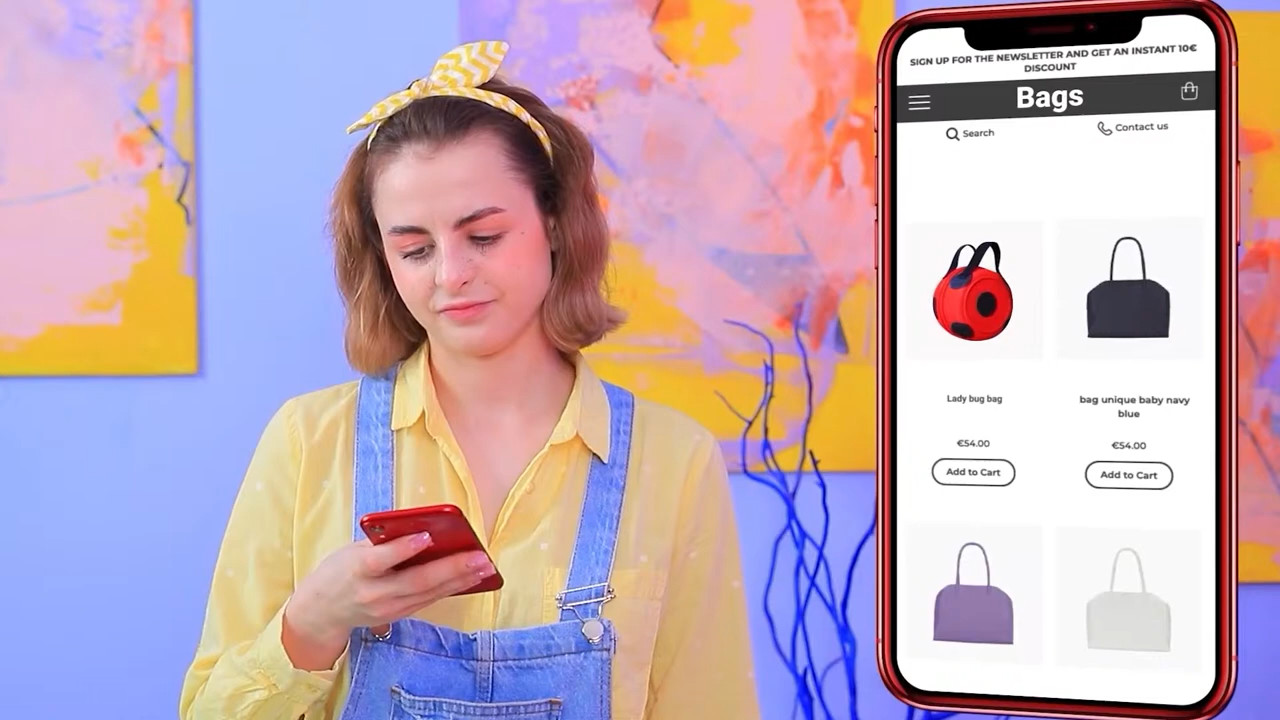 SIGN UP FOR THE NEWSLETTER AND GET AN INSTANT 10€
DISCOUNT
Bags
Search
Contact us
Lady bug bag
bag unique baby navy
blue
€54.00
€54.00
Add to Cart
Add to Cart